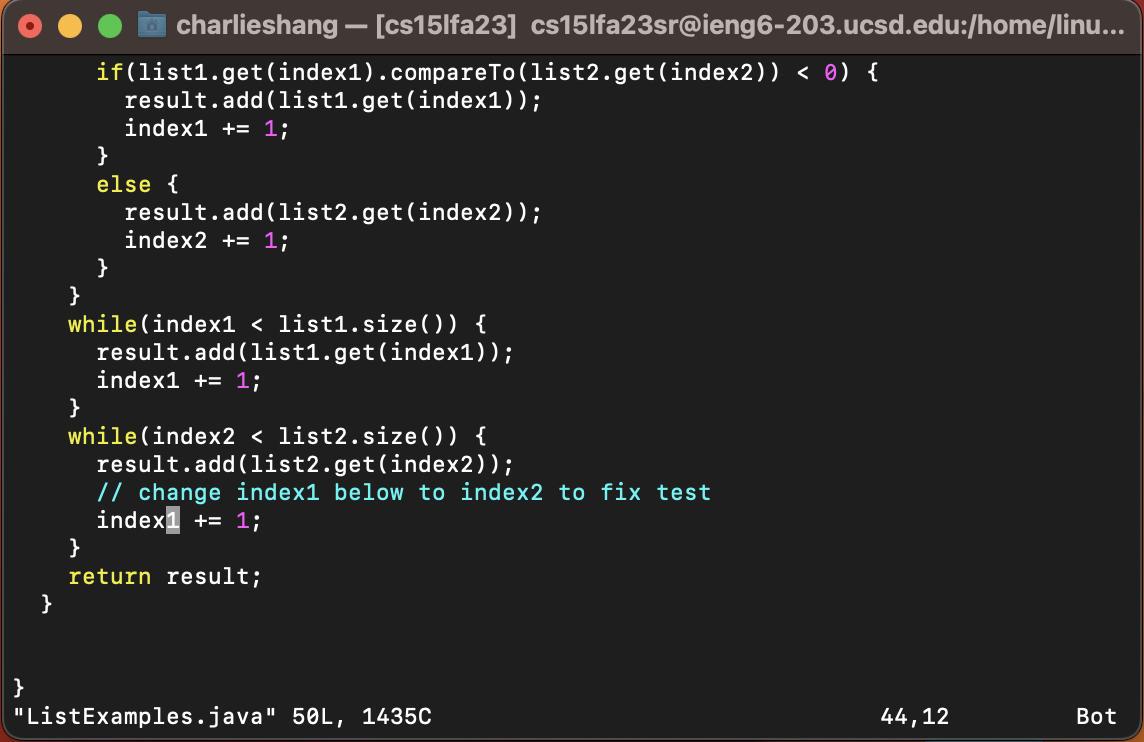 charlieshang — [cs15lfa23] cs15lfa23sr@ieng6-203.ucsd.edu:/home/linu...
      if(list1.get(index1).compareTo(list2.get(index2)) < 0) {
        result.add(list1.get(index1));
        index1 += 1;
      }
      else {
        result.add(list2.get(index2));
        index2 += 1;
      }
    }
    while(index1 < list1.size()) {
      result.add(list1.get(index1));
      index1 += 1;
    }
    while(index2 < list2.size()) {
      result.add(list2.get(index2));
      // change index1 below to index2 to fix test
      index1 += 1;
    }
    return result;
  }
}
"ListExamples.java" 50L, 1435C 44,12 Bot